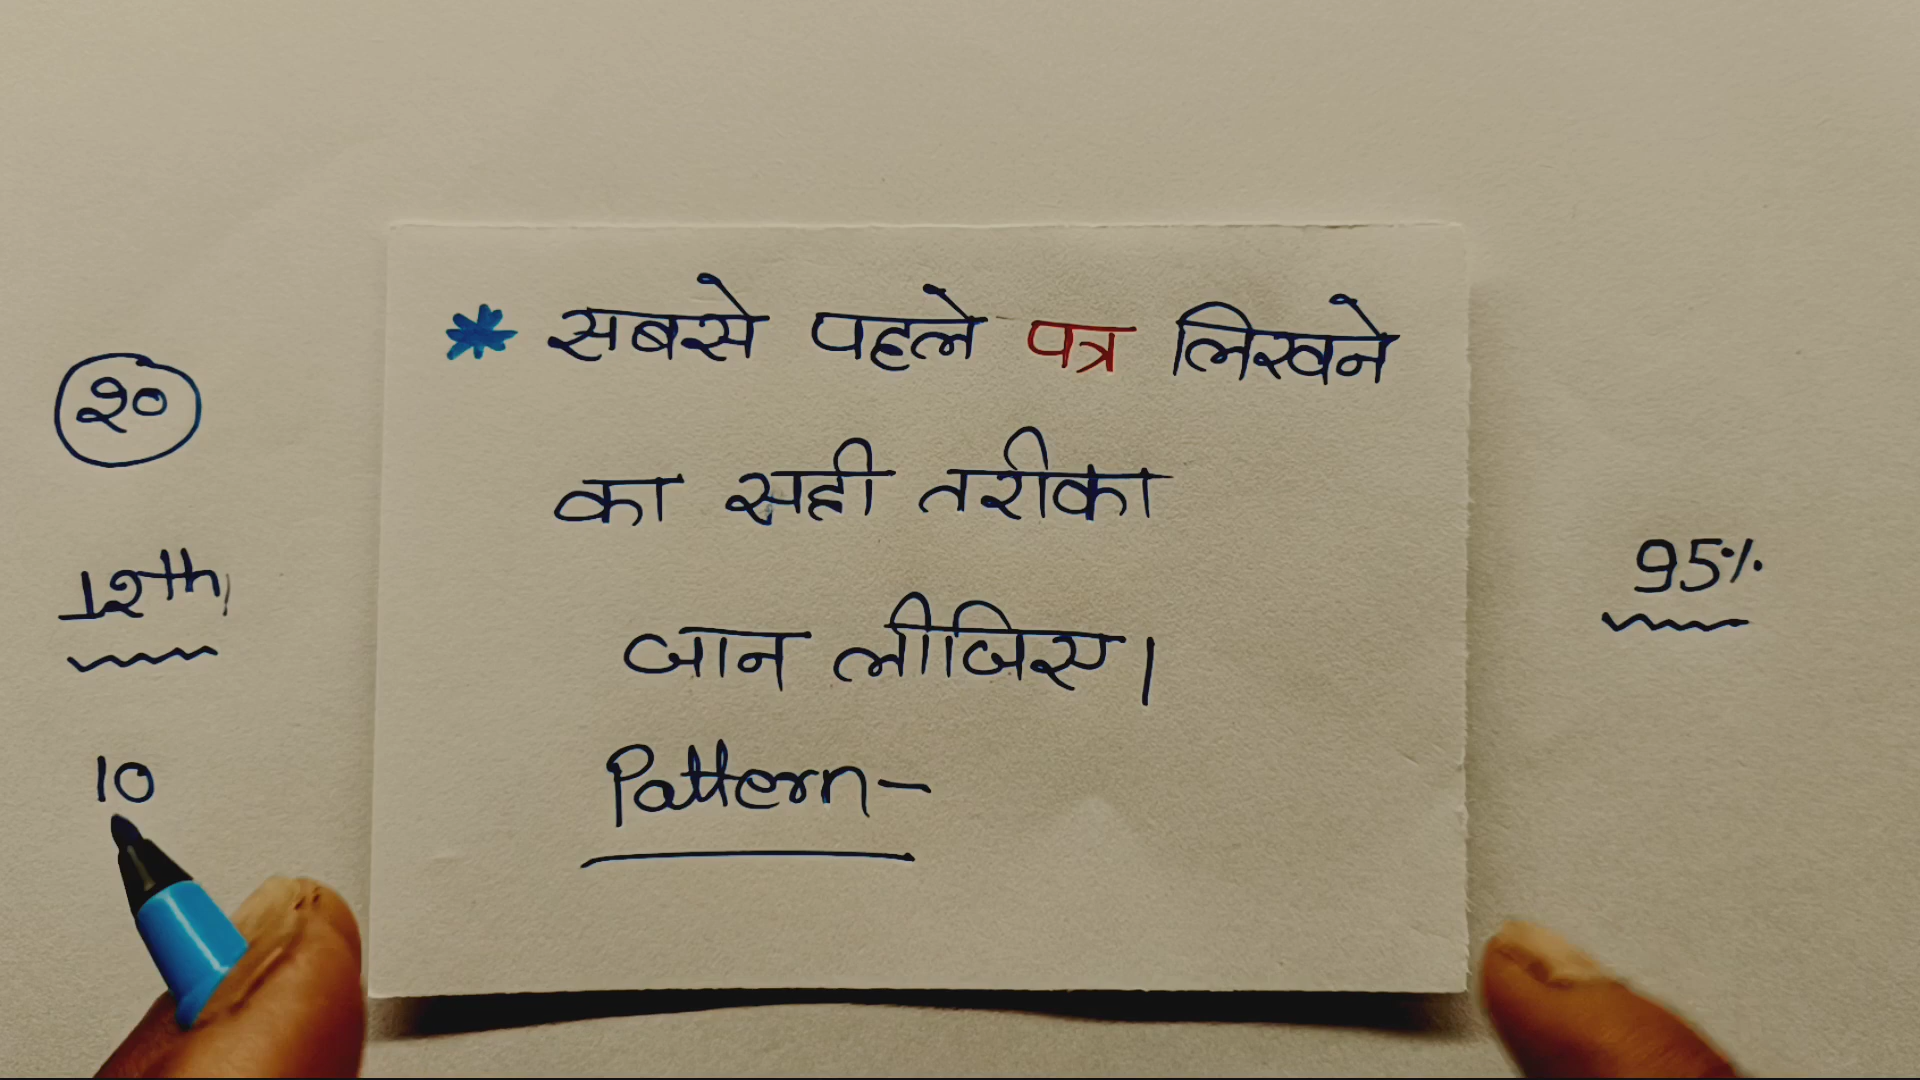 * सबसे पहले पत्र लिखने
का सही तरीका
जान लीजिए।
Pattern-
२०
12th
10
95%